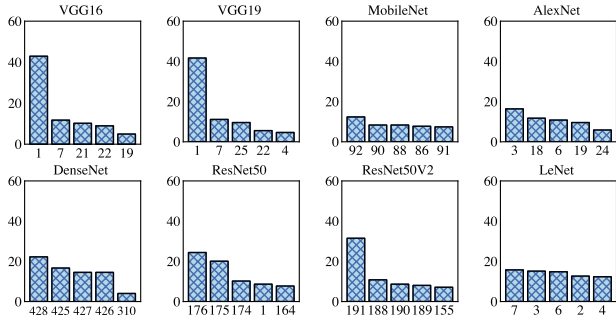 VGG16 VGG19 MobileNet AlexNet
60 60 60 60
40 40 40 40
20 20 20 20
0 0 0 0
1 7 21 22 19 1 7 25 22 4 92 90 88 86 91 3 18 6 19 24
DenseNet ResNet50 ResNet50V2 LeNet
60 60 60 60
40 40 40 40
20 20 20 20
0 0 0 0
428 425 427 426 310 176 175 174 1 164 191 188 190 189 155 7 3 6 2 4